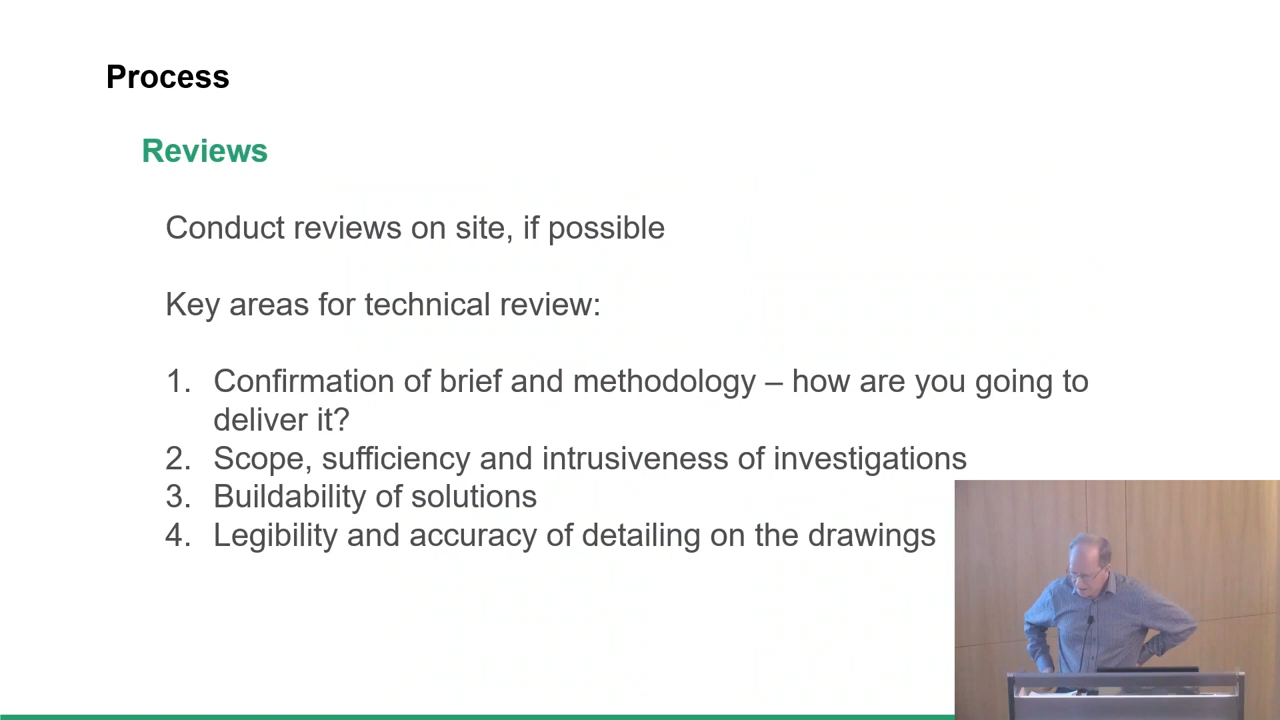 Process
Reviews
Conduct reviews on site, if possible
Key areas for technical review:
1. Confirmation of brief and methodology – how are you going to
deliver it?
2. Scope, sufficiency and intrusiveness of investigations
3. Buildability of solutions
4. Legibility and accuracy of detailing on the drawings